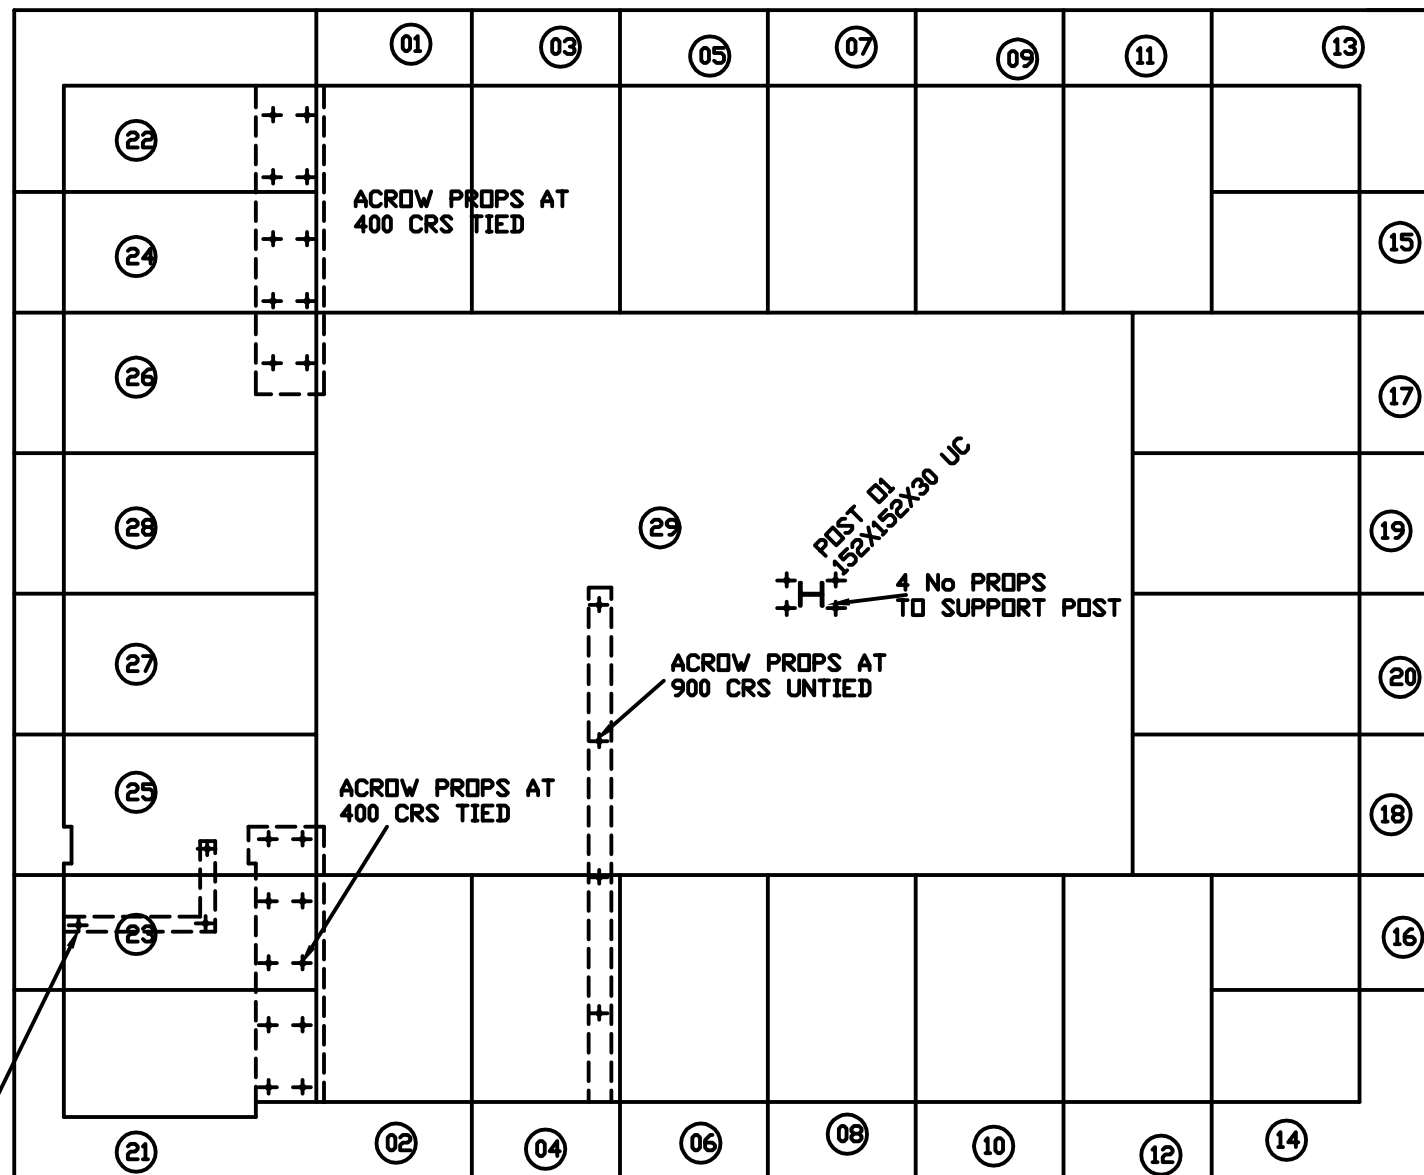 01
03
05
07
09
11
13
22
ACROW PROPS AT
400 CRS TIED
24
15
26
17
POST 01
152X152X30 UC
28
29
19
4 No PROPS
TO SUPPORT POST
27
ACROW PROPS AT
900 CRS UNTIED
20
25
ACROW PROPS AT
400 CRS TIED
18
23
16
21
02
04
06
08
10
12
14